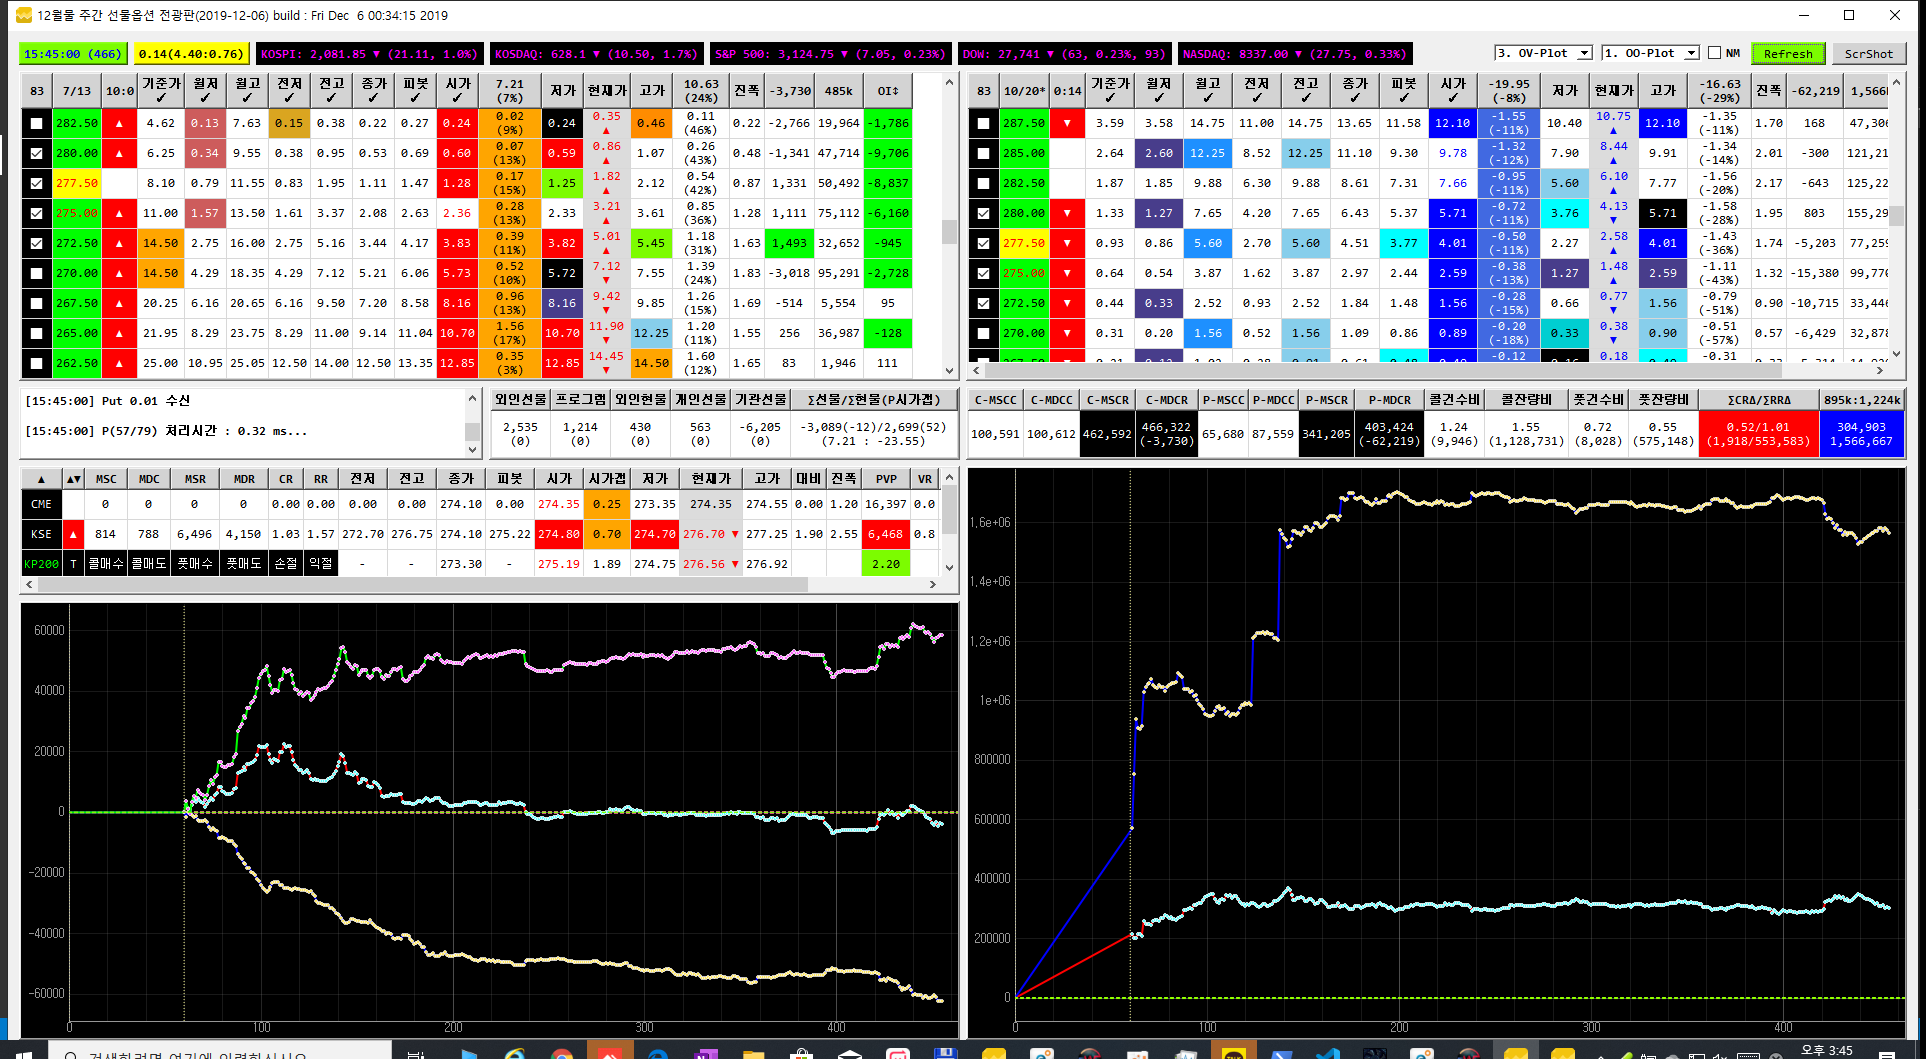 12월물 주간 선물옵션 전광판(2019-12-06) build : Fri Dec  6 00:34:15 2019
15:45:00 (466) 0.14(4.40:0.76) KOSPI: 2,081.85 ▼ (21.11, 1.0%) KOSDAQ: 628.1 ▼ (10.50, 1.7%) S&P 500: 3,124.75 ▼ (7.05, 0.23%) DOW: 27,741 ▼ (63, 0.23%, 93) NASDAQ: 8337.00 ▼ (27.75, 0.33%) 3. OV-Plot 1. OO-Plot NM Refresh ScrShot
83 7/13 10:0 기준가✓ 월저✓ 월고✓ 전저✓ 전고✓ 종가✓ 피봇✓ 시가✓ 7.21 (7%) 저가 현재가 고가 10.63 (24%) 진폭 -3,730 485k OI↕
282.50 ▲ 4.62 0.13 7.63 0.15 0.38 0.22 0.27 0.24 0.02 (9%) 0.24 0.35 ▲ 0.46 0.11 (46%) 0.22 -2,766 19,964 -1,786
280.00 ▲ 6.25 0.34 9.55 0.38 0.95 0.53 0.69 0.60 0.07 (13%) 0.59 0.86 ▲ 1.07 0.26 (43%) 0.48 -1,341 47,714 -9,706
277.50 8.10 0.79 11.55 0.83 1.95 1.11 1.47 1.28 0.17 (15%) 1.25 1.82 ▲ 2.12 0.54 (42%) 0.87 1,331 50,492 -8,837
275.00 ▲ 11.00 1.57 13.50 1.61 3.37 2.08 2.63 2.36 0.28 (13%) 2.33 3.21 ▲ 3.61 0.85 (36%) 1.28 1,111 75,112 -6,160
272.50 ▲ 14.50 2.75 16.00 2.75 5.16 3.44 4.17 3.83 0.39 (11%) 3.82 5.01 ▲ 5.45 1.18 (31%) 1.63 1,493 32,652 -945
270.00 ▲ 14.50 4.29 18.35 4.29 7.12 5.21 6.06 5.73 0.52 (10%) 5.72 7.12 ▼ 7.55 1.39 (24%) 1.83 -3,018 95,291 -2,728
267.50 ▲ 20.25 6.16 20.65 6.16 9.50 7.20 8.58 8.16 0.96 (13%) 8.16 9.42 ▼ 9.85 1.26 (15%) 1.69 -514 5,554 95
265.00 ▲ 21.95 8.29 23.75 8.29 11.00 9.14 11.04 10.70 1.56 (17%) 10.70 11.90 ▼ 12.25 1.20 (11%) 1.55 256 36,987 -128
262.50 ▲ 25.00 10.95 25.05 12.50 14.00 12.50 13.35 12.85 0.35 (3%) 12.85 14.45 ▼ 14.50 1.60 (12%) 1.65 83 1,946 111
83 10/20* 0:14 기준가✓ 월저✓ 월고✓ 전저✓ 전고✓ 종가✓ 피봇✓ 시가✓ -19.95 (-8%) 저가 현재가 고가 -16.63 (-29%) 진폭 -62,219
287.50 ▼ 3.59 3.58 14.75 11.00 14.75 13.65 11.58 12.10 -1.55 (-11%) 10.40 10.75 ▲ 12.10 -1.35 (-11%) 1.70 168
285.00 2.64 2.60 12.25 8.52 12.25 11.10 9.30 9.78 -1.32 (-12%) 7.90 8.44 ▲ 9.91 -1.34 (-14%) 2.01 -300
282.50 1.87 1.85 9.88 6.30 9.88 8.61 7.31 7.66 -0.95 (-11%) 5.60 6.10 ▲ 7.77 -1.56 (-20%) 2.17 -643
280.00 ▼ 1.33 1.27 7.65 4.20 7.65 6.43 5.37 5.71 -0.72 (-11%) 3.76 4.13 ▼ 5.71 -1.58 (-28%) 1.95 803
277.50 ▼ 0.93 0.86 5.60 2.70 5.60 4.51 3.77 4.01 -0.50 (-11%) 2.27 2.58 ▲ 4.01 -1.43 (-36%) 1.74 -5,203
275.00 ▼ 0.64 0.54 3.87 1.62 3.87 2.97 2.44 2.59 -0.38 (-13%) 1.27 1.48 ▲ 2.59 -1.11 (-43%) 1.32 -15,380
272.50 ▼ 0.44 0.33 2.52 0.93 2.52 1.84 1.48 1.56 -0.28 (-15%) 0.66 0.77 ▼ 1.56 -0.79 (-51%) 0.90 -10,715
270.00 ▼ 0.31 0.20 1.56 0.52 1.56 1.09 0.86 0.89 -0.20 (-18%) 0.33 0.38 ▼ 0.90 -0.51 (-57%) 0.57 -6,429
-0.12 0.18 -0.31
[15:45:00] Put 0.01 수신
[15:45:00] P(57/79) 처리시간 : 0.32 ms...
외인선물 프로그램 외인현물 개인선물 기관선물 Σ선물/Σ현물(P시가갭)
2,535 (0) 1,214 (0) 430 (0) 563 (0) -6,205 (0) -3,089(-12)/2,699(52) (7.21 : -23.55)
C-MSCC C-MDCC C-MSCR C-MDCR P-MSCC P-MDCC P-MSCR P-MDCR 콜건수비 콜잔량비 풋건수비 풋잔량비 ΣCRΔ/ΣRRΔ 895k:1,224k
100,591 100,612 462,592 466,322 (-3,730) 65,680 87,559 341,205 403,424 (-62,219) 1.24 (9,946) 1.55 (1,128,731) 0.72 (8,028) 0.55 (575,148) 0.52/1.01 (1,918/553,583) 304,903 1,566,667
▲ ▲▼ MSC MDC MSR MDR CR RR 전저 전고 종가 피봇 시가 시가갭 저가 현재가 고가 대비 진폭 PVP VR
CME 0 0 0 0 0.00 0.00 0.00 0.00 274.10 0.00 274.35 0.25 273.35 274.35 274.55 0.00 1.20 16,397 0.0
KSE ▲ 814 788 6,496 4,150 1.03 1.57 272.70 276.75 274.10 275.22 274.80 0.70 274.70 276.70 ▼ 277.25 1.90 2.55 6,468 0.8
KP200 T 콜매수 콜매도 풋매수 풋매도 손절 익절 - - 273.30 - 275.19 1.89 274.75 276.56 ▼ 276.92 2.20
60000
40000
20000
0
-20000
-40000
-60000
0 100 200 300 400
1,6e+06
1,4e+06
1,2e+06
1e+06
800000
600000
400000
200000
0
0 100 200 300 400
오후 3:45